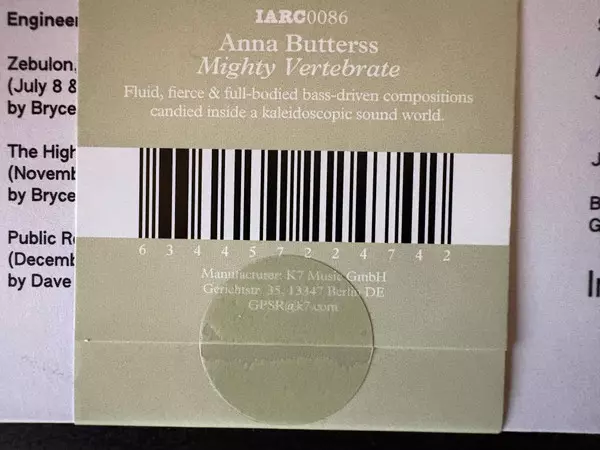 Engineer
Zebulon,
(July 8 &
by Bryce
The High
(Novemb
by Bryce
Public R
(Decemb
by Dave
IARC0086
Anna Butterss
Mighty Vertebrate
Fluid, fierce & full-bodied bass-driven compositions
candied inside a kaleidoscopic sound world.
6 3 4 4 5 7 2 2 4 7 4 2
Manufacturer: K7 Music GmbH
Gerichtstr. 35, 13347 Berlin DE
GPSR@k7.com